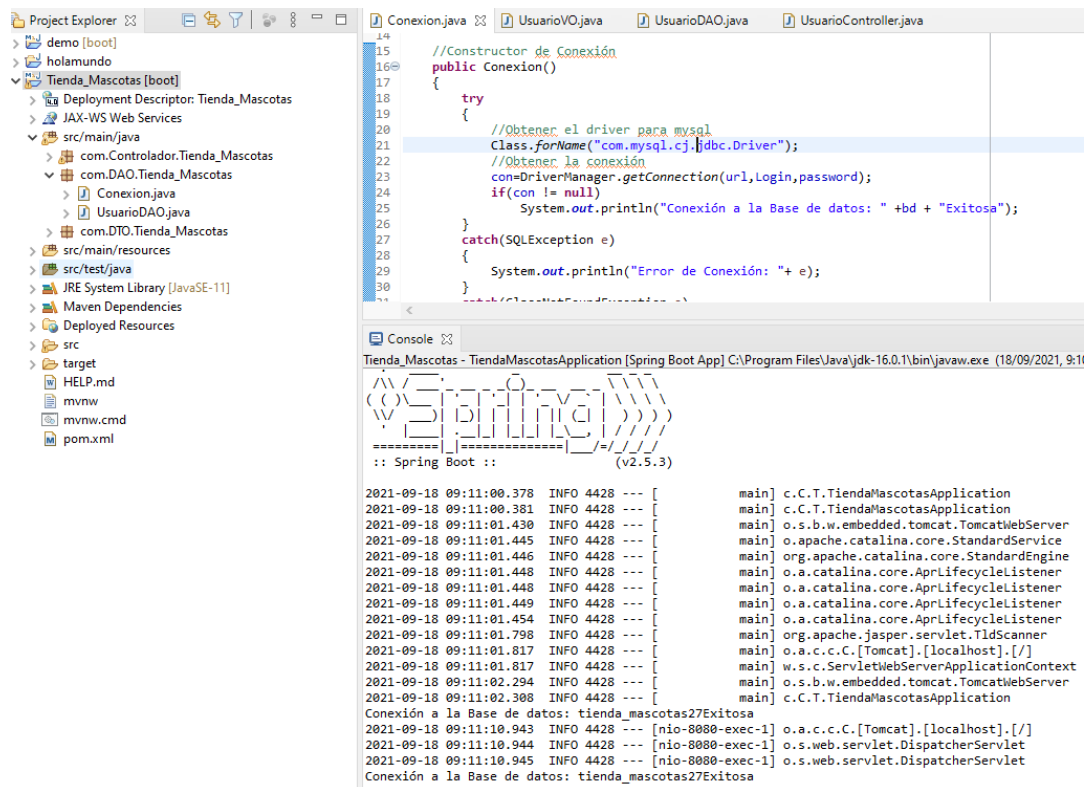 Project Explorer
demo [boot]
holamundo
Tienda_Mascotas [boot]
Deployment Descriptor: Tienda_Mascotas
JAX-WS Web Services
src/main/java
com.Controlador.Tienda_Mascotas
com.DAO.Tienda_Mascotas
Conexion.java
UsuarioDAO.java
com.DTO.Tienda_Mascotas
src/main/resources
src/test/java
JRE System Library [JavaSE-11]
Maven Dependencies
Deployed Resources
src
target
HELP.md
mvnw
mvnw.cmd
pom.xml
Conexion.java UsuarioVO.java UsuarioDAO.java UsuarioController.java
14
15 //Constructor de Conexión
16 public Conexion()
17 {
18 try
19 {
20 //Obtener el driver para mysql
21 Class.forName("com.mysql.cj.jdbc.Driver");
22 //Obtener la conexión
23 con=DriverManager.getConnection(url,Login,password);
24 if(con != null)
25 System.out.println("Conexión a la Base de datos: " +bd + "Exitosa");
26 }
27 catch(SQLException e)
28 {
29 System.out.println("Error de Conexión: "+ e);
30 }
31 catch(ClassNotFoundException e)
Console
Tienda_Mascotas - TiendaMascotasApplication [Spring Boot App] C:\Program Files\Java\jdk-16.0.1\bin\javaw.exe (18/09/2021, 9:10
Spring
:: Spring Boot :: (v2.5.3)
2021-09-18 09:11:00.378 INFO 4428 --- [ main] c.C.T.TiendaMascotasApplication
2021-09-18 09:11:00.381 INFO 4428 --- [ main] c.C.T.TiendaMascotasApplication
2021-09-18 09:11:01.430 INFO 4428 --- [ main] o.s.b.w.embedded.tomcat.TomcatWebServer
2021-09-18 09:11:01.445 INFO 4428 --- [ main] o.apache.catalina.core.StandardService
2021-09-18 09:11:01.446 INFO 4428 --- [ main] org.apache.catalina.core.StandardEngine
2021-09-18 09:11:01.448 INFO 4428 --- [ main] o.a.catalina.core.AprLifecycleListener
2021-09-18 09:11:01.448 INFO 4428 --- [ main] o.a.catalina.core.AprLifecycleListener
2021-09-18 09:11:01.449 INFO 4428 --- [ main] o.a.catalina.core.AprLifecycleListener
2021-09-18 09:11:01.454 INFO 4428 --- [ main] o.a.catalina.core.AprLifecycleListener
2021-09-18 09:11:01.798 INFO 4428 --- [ main] org.apache.jasper.servlet.TldScanner
2021-09-18 09:11:01.817 INFO 4428 --- [ main] o.a.c.c.C.[Tomcat].[localhost].[/]
2021-09-18 09:11:01.817 INFO 4428 --- [ main] w.s.c.ServletWebServerApplicationContext
2021-09-18 09:11:02.294 INFO 4428 --- [ main] o.s.b.w.embedded.tomcat.TomcatWebServer
2021-09-18 09:11:02.308 INFO 4428 --- [ main] c.C.T.TiendaMascotasApplication
Conexión a la Base de datos: tienda_mascotas27Exitosa
2021-09-18 09:11:10.943 INFO 4428 --- [nio-8080-exec-1] o.a.c.c.C.[Tomcat].[localhost].[/]
2021-09-18 09:11:10.944 INFO 4428 --- [nio-8080-exec-1] o.s.web.servlet.DispatcherServlet
2021-09-18 09:11:10.945 INFO 4428 --- [nio-8080-exec-1] o.s.web.servlet.DispatcherServlet
Conexión a la Base de datos: tienda_mascotas27Exitosa